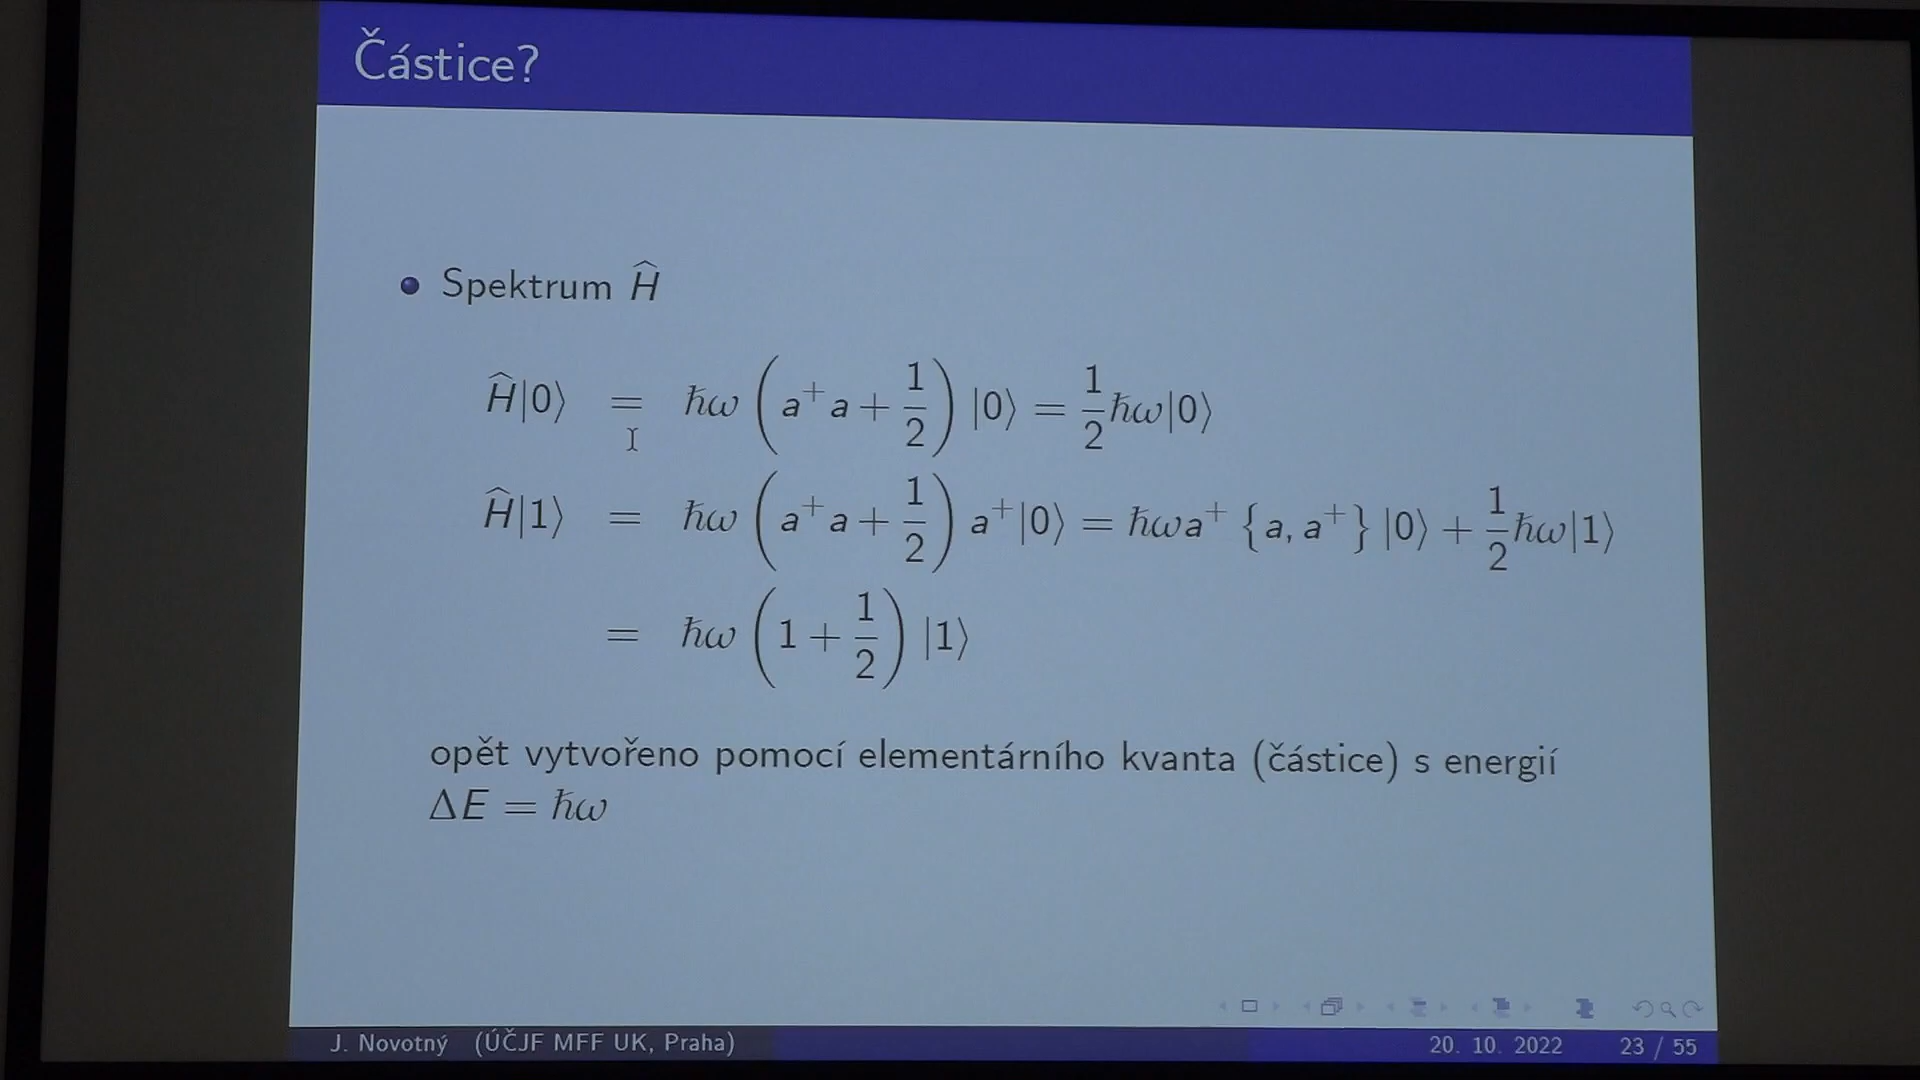 Částice?
Spektrum Ĥ
Ĥ|0⟩ = ħω (a⁺a + 1/2) |0⟩ = 1/2 ħω|0⟩
Ĥ|1⟩ = ħω (a⁺a + 1/2) a⁺|0⟩ = ħωa⁺ {a, a⁺} |0⟩ + 1/2 ħω|1⟩
= ħω (1 + 1/2) |1⟩
opět vytvořeno pomocí elementárního kvanta (částice) s energií
ΔE = ħω
J. Novotný (ÚČJF MFF UK, Praha) 20. 10. 2022 23 / 55